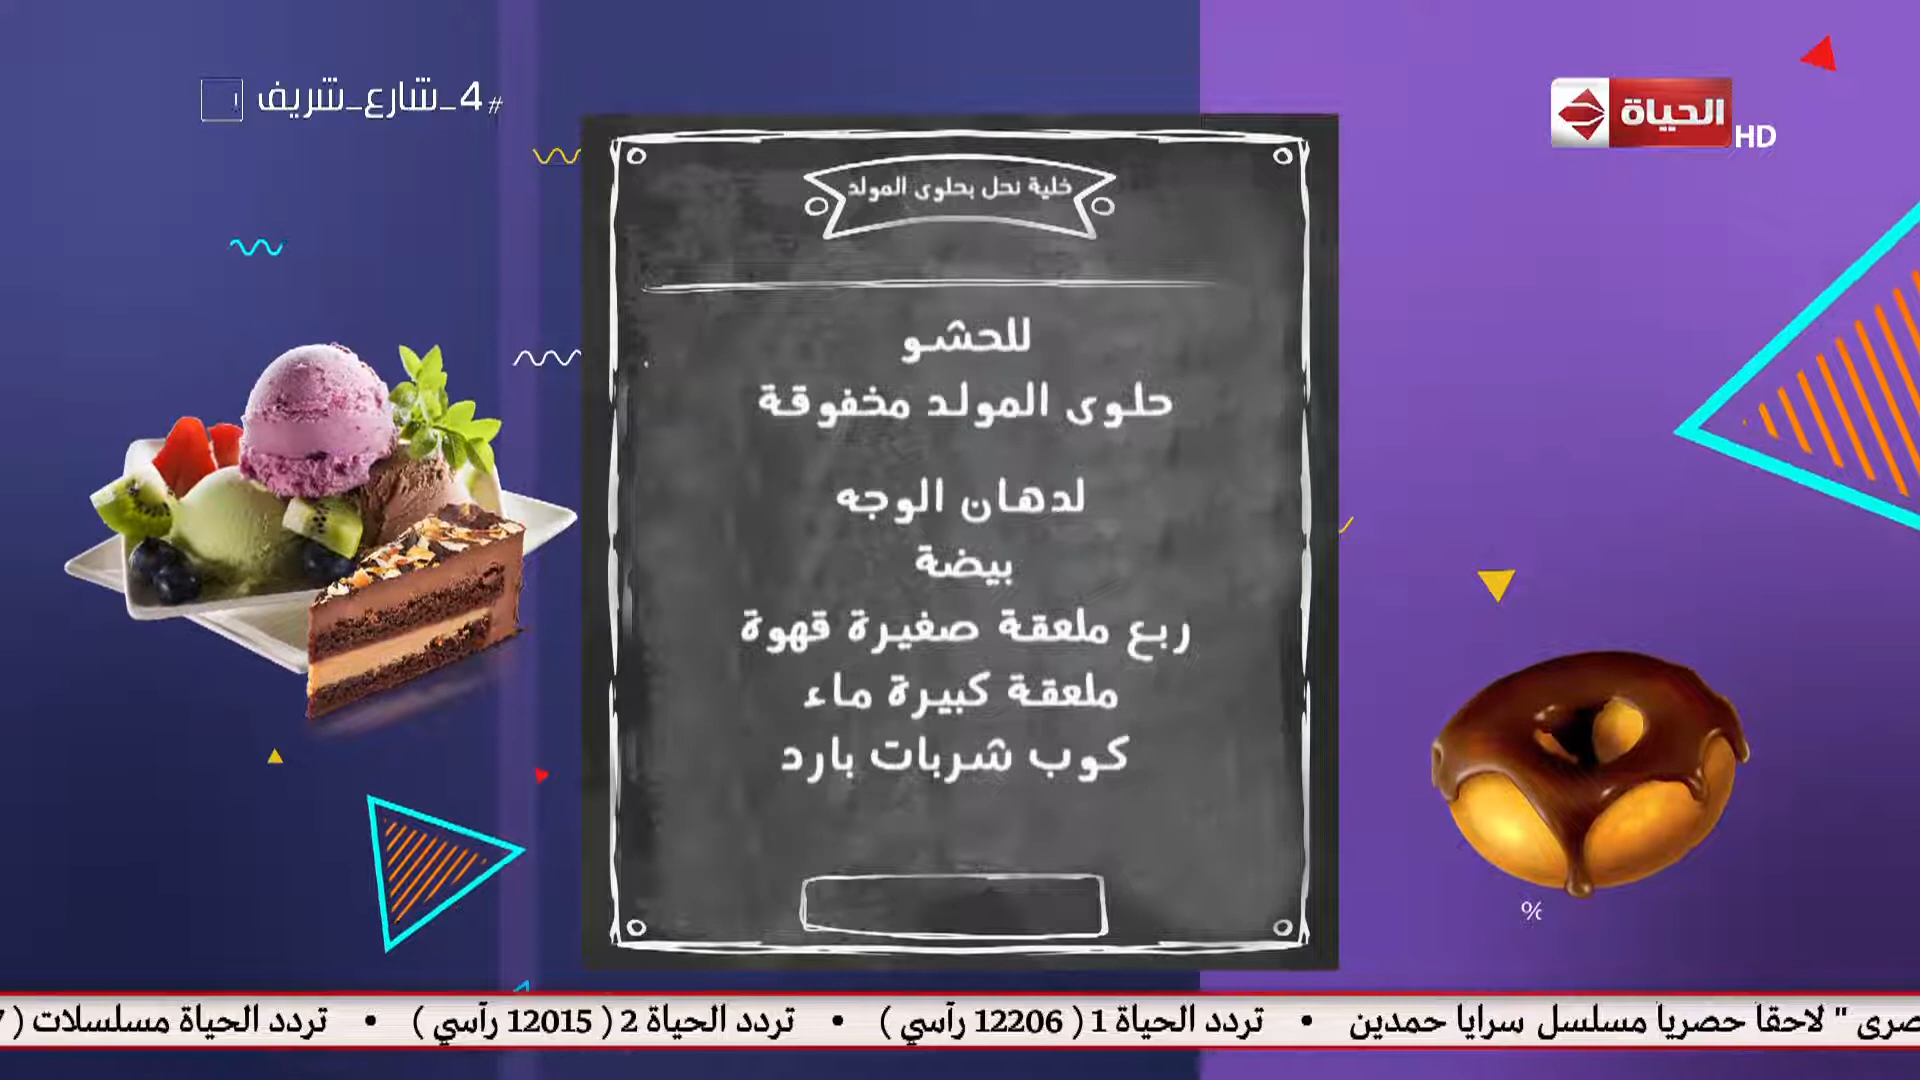 #4_شارع_شريف
الحياة
HD
خلية نحل بحلوى المولد
للحشو
حلوى المولد مخفوقة
لدهان الوجه
بيضة
ربع ملعقة صغيرة قهوة
ملعقة كبيرة ماء
كوب شربات بارد
%
صرى " لاحقا حصريا مسلسل سرايا حمدين • تردد الحياة 1 ( 12206 رآسي ) • تردد الحياة 2 ( 12015 رآسي ) • تردد الحياة مسلسلات (